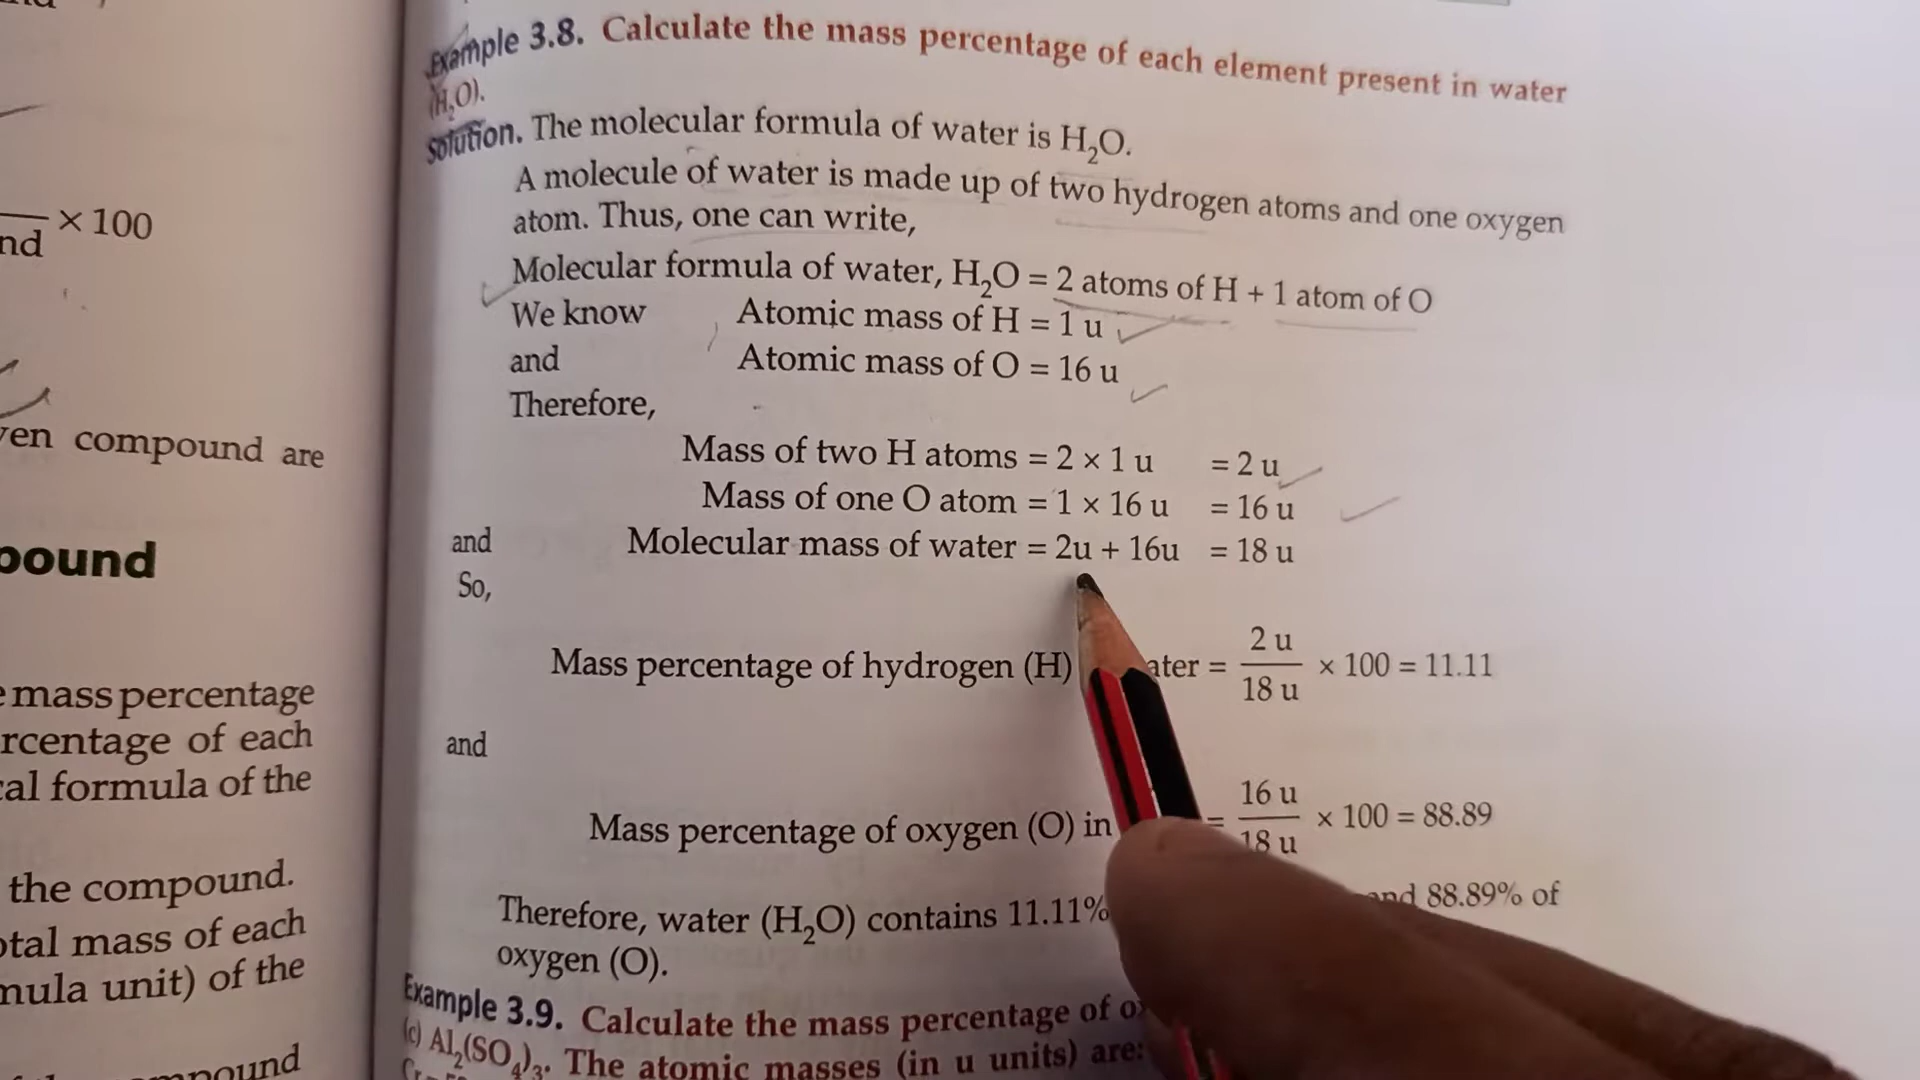 × 100
nd
ven compound are
pound
mass percentage
rcentage of each
cal formula of the
the compound.
otal mass of each
mula unit) of the
mpound
Example 3.8. Calculate the mass percentage of each element present in water
(H₂O).
Solution. The molecular formula of water is H₂O.
A molecule of water is made up of two hydrogen atoms and one oxygen
atom. Thus, one can write,
Molecular formula of water, H₂O = 2 atoms of H + 1 atom of O
We know Atomic mass of H = 1 u
and Atomic mass of O = 16 u
Therefore,
Mass of two H atoms = 2 × 1 u = 2 u
Mass of one O atom = 1 × 16 u = 16 u
and Molecular mass of water = 2u + 16u = 18 u
So,
Mass percentage of hydrogen (H) ater = 2 u / 18 u × 100 = 11.11
and
Mass percentage of oxygen (O) in = 16 u / 18 u × 100 = 88.89
Therefore, water (H₂O) contains 11.11% and 88.89% of
oxygen (O).
Example 3.9. Calculate the mass percentage of
(c) Al₂(SO₄)₃. The atomic masses (in u units) are: